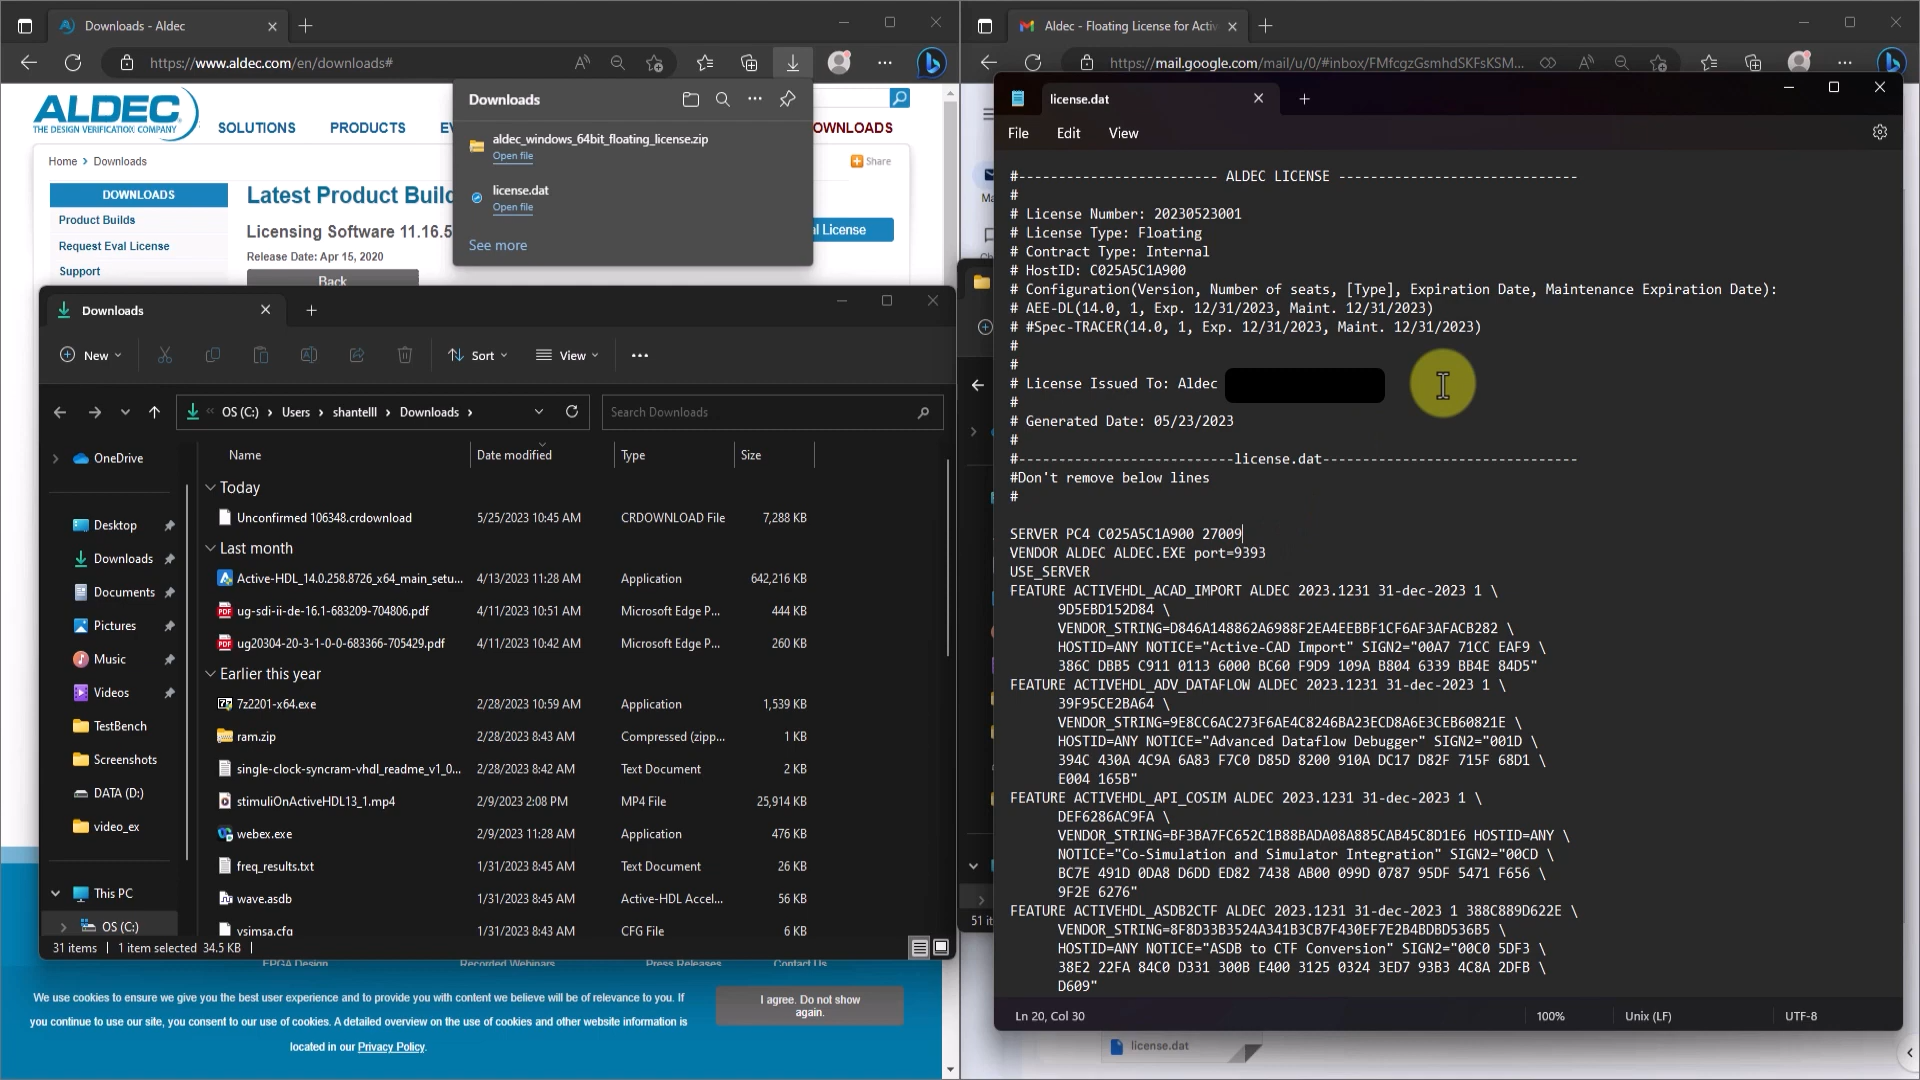 Downloads - Aldec
https://www.aldec.com/en/downloads#
ALDEC
THE DESIGN VERIFICATION COMPANY
SOLUTIONS
PRODUCTS
Home › Downloads
Share
DOWNLOADS
Product Builds
Request Eval License
Support
Latest Product Build
Licensing Software 11.16.5
Release Date: Apr 15, 2020
Back
License
Downloads
aldec_windows_64bit_floating_license.zip
Open file
license.dat
Open file
See more
Downloads
New
Sort
View
OS (C:) › Users › shantelll › Downloads ›
Search Downloads
Name Date modified Type Size
OneDrive
Desktop
Downloads
Documents
Pictures
Music
Videos
TestBench
Screenshots
DATA (D:)
video_ex
This PC
OS (C:)
Today
Unconfirmed 106348.crdownload 5/25/2023 10:45 AM CRDOWNLOAD File 7,288 KB
Last month
Active-HDL_14.0.258.8726_x64_main_setu... 4/13/2023 11:28 AM Application 642,216 KB
ug-sdi-ii-de-16.1-683209-704806.pdf 4/11/2023 10:51 AM Microsoft Edge P... 444 KB
ug20304-20-3-1-0-0-683366-705429.pdf 4/11/2023 10:42 AM Microsoft Edge P... 260 KB
Earlier this year
7z2201-x64.exe 2/28/2023 10:59 AM Application 1,539 KB
ram.zip 2/28/2023 8:43 AM Compressed (zipp... 1 KB
single-clock-syncram-vhdl_readme_v1_0... 2/28/2023 8:42 AM Text Document 2 KB
stimuliOnActiveHDL13_1.mp4 2/9/2023 2:08 PM MP4 File 25,914 KB
webex.exe 2/9/2023 11:28 AM Application 476 KB
freq_results.txt 1/31/2023 8:45 AM Text Document 26 KB
wave.asdb 1/31/2023 8:45 AM Active-HDL Accel... 56 KB
vsimsa.cfg 1/31/2023 8:43 AM CFG File 6 KB
31 items 1 item selected 34.5 KB
FPGA Design Recorded Webinars Press Releases Contact Us
We use cookies to ensure we give you the best user experience and to provide you with content we believe will be of relevance to you. If
you continue to use our site, you consent to our use of cookies. A detailed overview on the use of cookies and other website information is
located in our Privacy Policy.
I agree. Do not show
again.
Aldec - Floating License for Activ
https://mail.google.com/mail/u/0/#inbox/FMfcgzGsmhdSKFsKSM...
license.dat
File Edit View
#------------------------- ALDEC LICENSE ------------------------------
#
# License Number: 20230523001
# License Type: Floating
# Contract Type: Internal
# HostID: C025A5C1A900
# Configuration(Version, Number of seats, [Type], Expiration Date, Maintenance Expiration Date):
# AEE-DL(14.0, 1, Exp. 12/31/2023, Maint. 12/31/2023)
# #Spec-TRACER(14.0, 1, Exp. 12/31/2023, Maint. 12/31/2023)
#
#
# License Issued To: Aldec
#
# Generated Date: 05/23/2023
#
#---------------------------license.dat--------------------------------
#Don't remove below lines
#
SERVER PC4 C025A5C1A900 27009
VENDOR ALDEC ALDEC.EXE port=9393
USE_SERVER
FEATURE ACTIVEHDL_ACAD_IMPORT ALDEC 2023.1231 31-dec-2023 1 \
9D5EBD152D84 \
VENDOR_STRING=D846A148862A6988F2EA4EEBBF1CF6AF3AFACB282 \
HOSTID=ANY NOTICE="Active-CAD Import" SIGN2="00A7 71CC EAF9 \
386C DBB5 C911 0113 6000 BC60 F9D9 109A B804 6339 BB4E 84D5"
FEATURE ACTIVEHDL_ADV_DATAFLOW ALDEC 2023.1231 31-dec-2023 1 \
39F95CE2BA64 \
VENDOR_STRING=9E8CC6AC273F6AE4C8246BA23ECD8A6E3CEB60821E \
HOSTID=ANY NOTICE="Advanced Dataflow Debugger" SIGN2="001D \
394C 430A 4C9A 6A83 F7C0 D85D 8200 910A DC17 D82F 715F 68D1 \
E004 165B"
FEATURE ACTIVEHDL_API_COSIM ALDEC 2023.1231 31-dec-2023 1 \
DEF6286AC9FA \
VENDOR_STRING=BF3BA7FC652C1B88BADA08A885CAB45C8D1E6 HOSTID=ANY \
NOTICE="Co-Simulation and Simulator Integration" SIGN2="00CD \
BC7E 491D 0DA8 D6DD ED82 7438 AB00 099D 0787 95DF 5471 F656 \
9F2E 6276"
FEATURE ACTIVEHDL_ASDB2CTF ALDEC 2023.1231 31-dec-2023 1 388C889D622E \
VENDOR_STRING=8F8D33B3524A341B3CB7F430EF7E2B4BDBD536B5 \
HOSTID=ANY NOTICE="ASDB to CTF Conversion" SIGN2="00C0 5DF3 \
38E2 22FA 84C0 D331 300B E400 3125 0324 3ED7 93B3 4C8A 2DFB \
D609"
Ln 20, Col 30 100% Unix (LF) UTF-8
license.dat